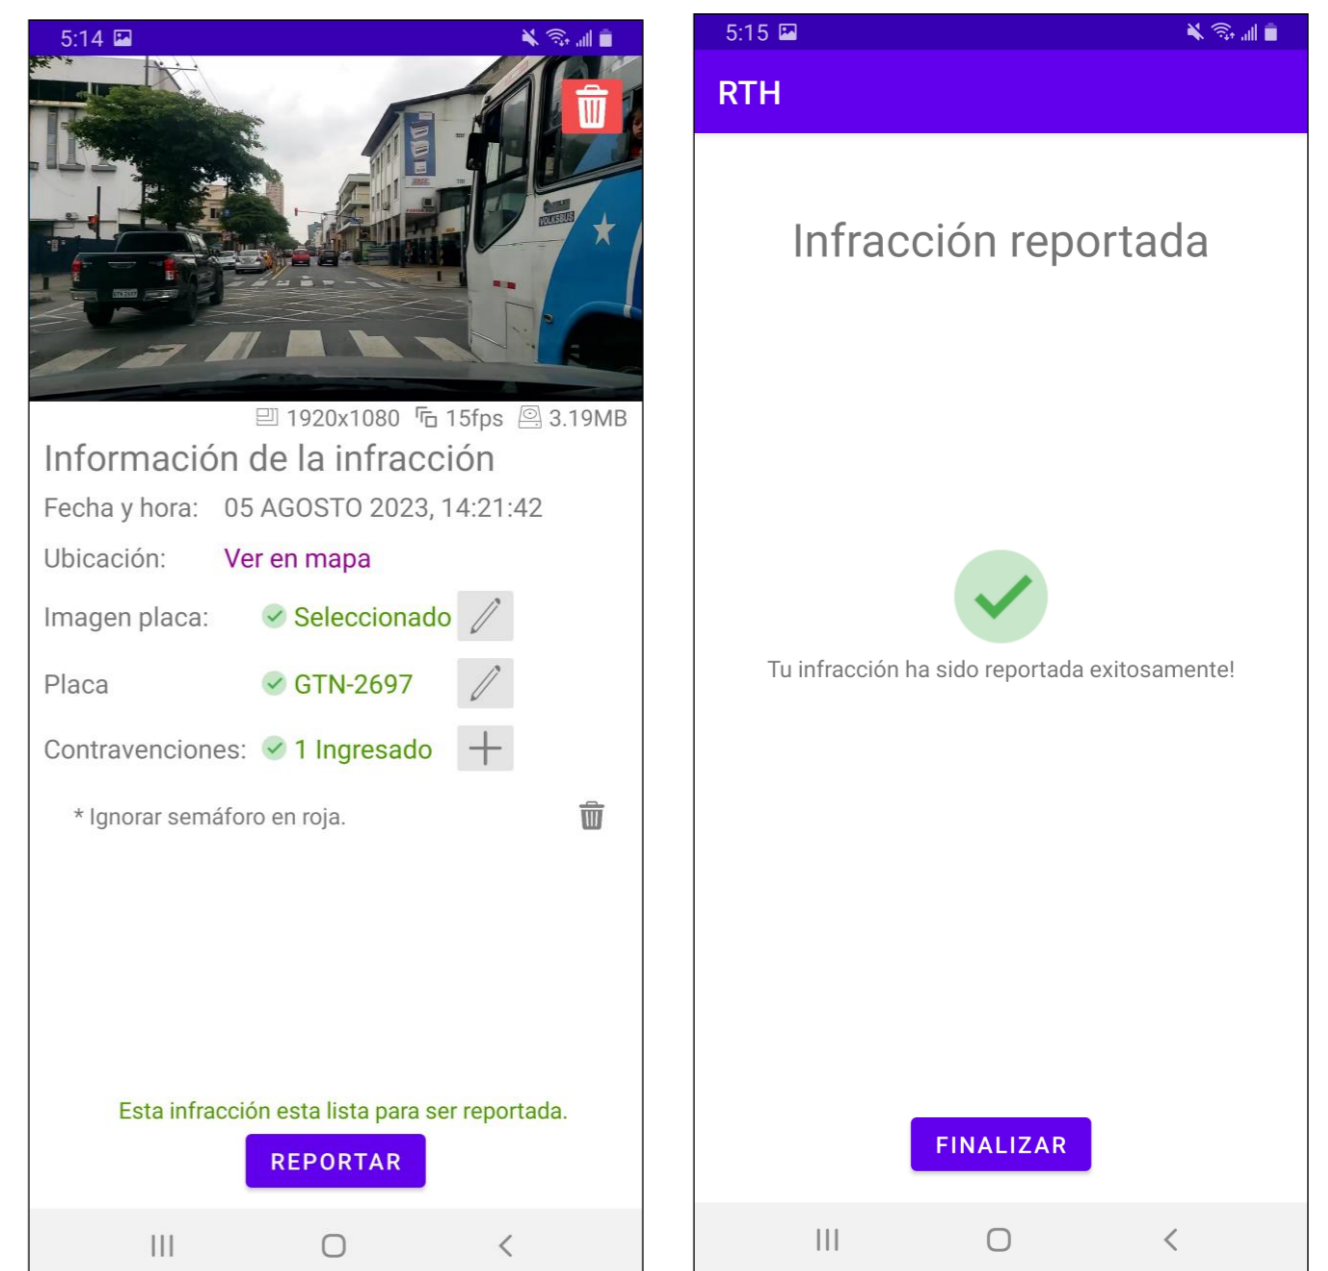 5:14
1920x1080 15fps 3.19MB
Información de la infracción
Fecha y hora: 05 AGOSTO 2023, 14:21:42
Ubicación: Ver en mapa
Imagen placa: Seleccionado
Placa GTN-2697
Contravenciones: 1 Ingresado
* Ignorar semáforo en roja.
Esta infracción esta lista para ser reportada.
REPORTAR
5:15
RTH
Infracción reportada
Tu infracción ha sido reportada exitosamente!
FINALIZAR
VOLKSBUS